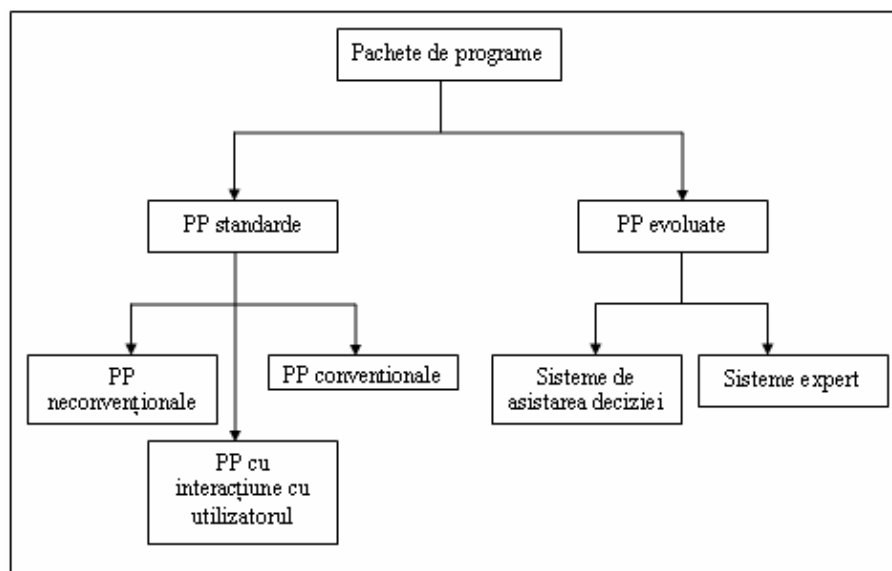 Pachete de programe
PP standarde
PP evoluate
PP
neconvenționale
PP conventionale
Sisteme de
asistarea deciziei
Sisteme expert
PP cu
interacțiune cu
utilizatorul